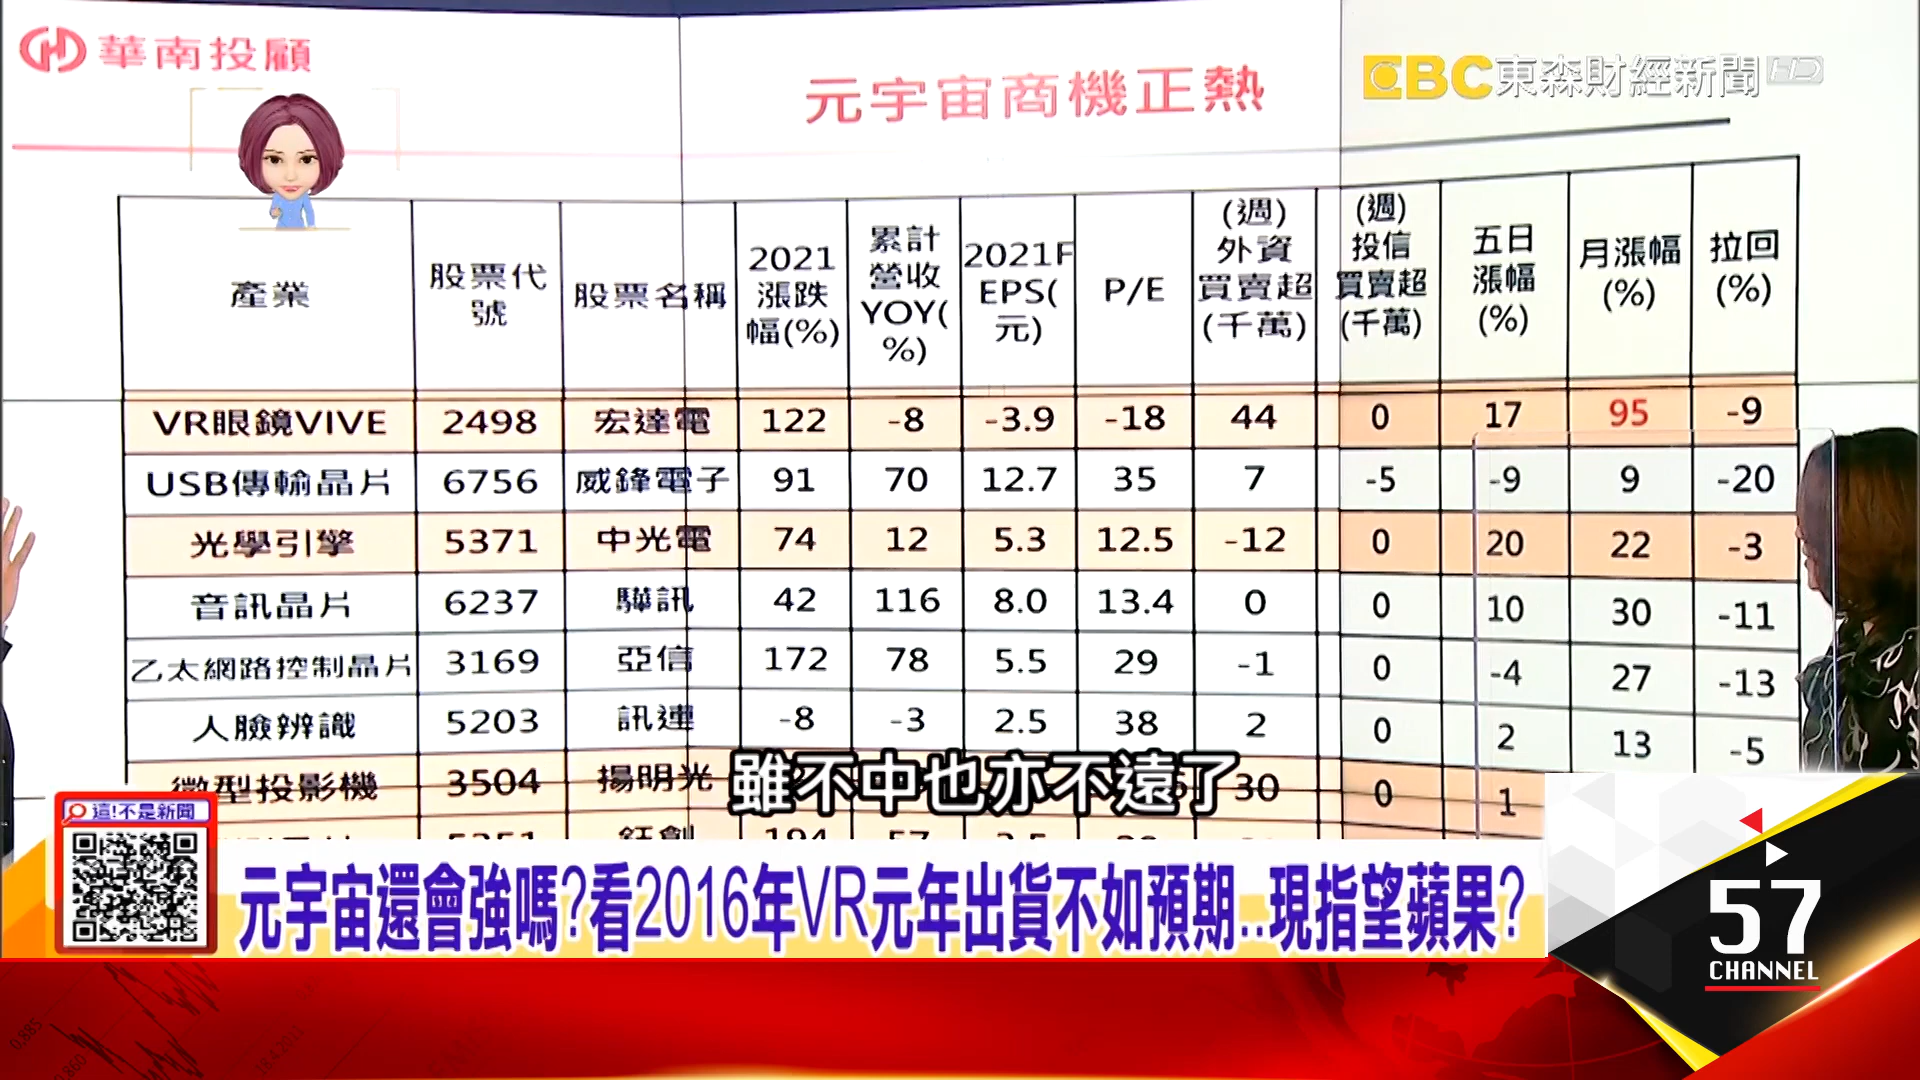 華南投顧
元宇宙商機正熱
EBC東森財經新聞HD
產業 股票代號 股票名稱 2021漲跌幅(%) 累計營收YOY(%) 2021F EPS(元) P/E (週)外資買賣超(千萬) (週)投信買賣超(千萬) 五日漲幅(%) 月漲幅(%) 拉回(%)
VR眼鏡VIVE 2498 宏達電 122 -8 -3.9 -18 44 0 17 95 -9
USB傳輸晶片 6756 威鋒電子 91 70 12.7 35 7 -5 -9 9 -20
光學引擎 5371 中光電 74 12 5.3 12.5 -12 0 20 22 -3
音訊晶片 6237 驊訊 42 116 8.0 13.4 0 0 10 30 -11
乙太網路控制晶片 3169 亞信 172 78 5.5 29 -1 0 -4 27 -13
人臉辨識 5203 訊連 -8 -3 2.5 38 2 0 2 13 -5
微型投影機 3504 揚明光 30 0 1
雖不中也亦不遠了
這!不是新聞
元宇宙還會強嗎?看2016年VR元年出貨不如預期..現指望蘋果?
57
CHANNEL